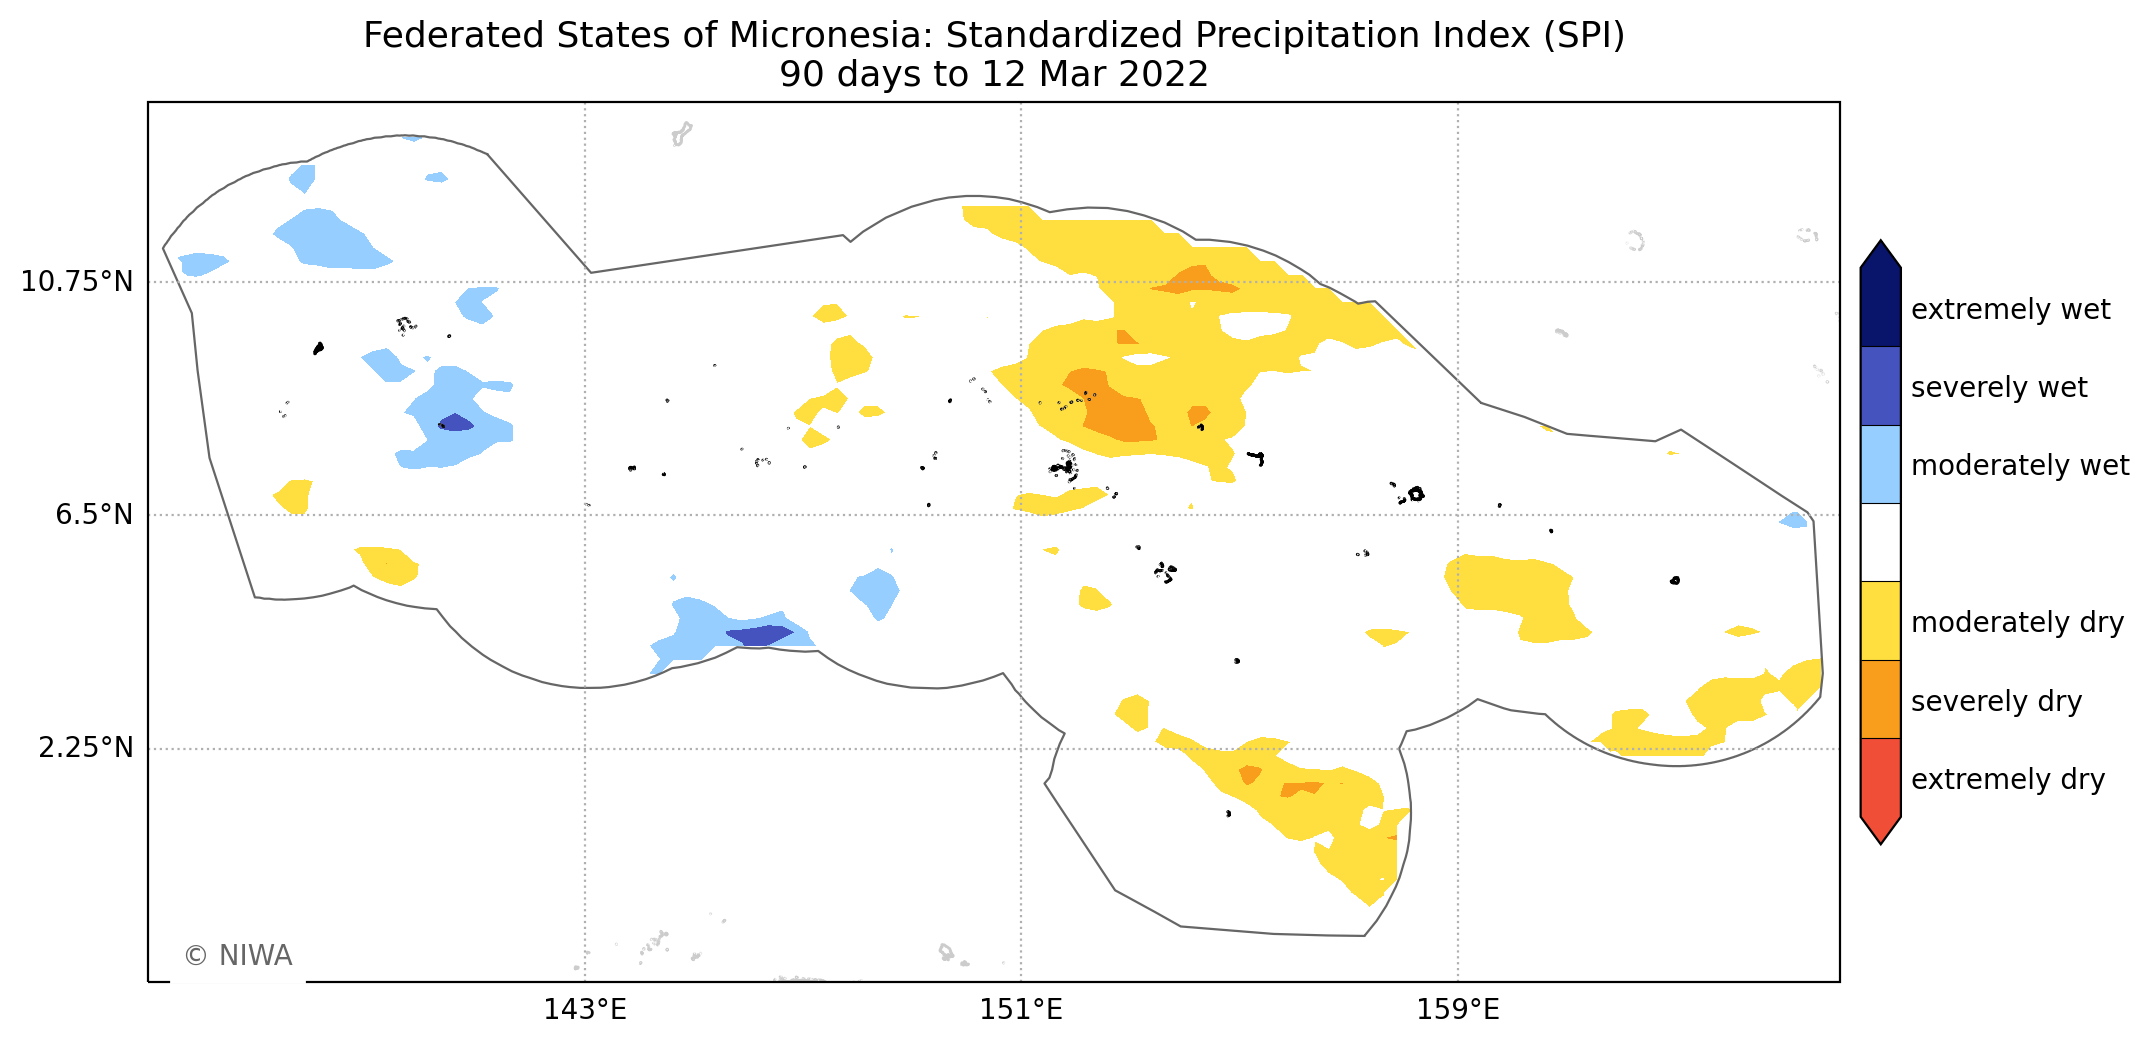 Federated States of Micronesia: Standardized Precipitation Index (SPI)
90 days to 12 Mar 2022
10.75°N
6.5°N
2.25°N
143°E
151°E
159°E
extremely wet
severely wet
moderately wet
moderately dry
severely dry
extremely dry
© NIWA